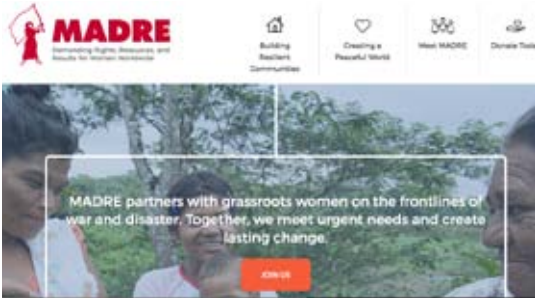 MADRE
Demanding Rights, Resources, and
Results for Women Worldwide
Building
Resilient
Communities
Creating a
Peaceful World
Meet MADRE
Donate Today
MADRE partners with grassroots women on the frontlines of
war and disaster. Together, we meet urgent needs and create
lasting change.
JOIN US